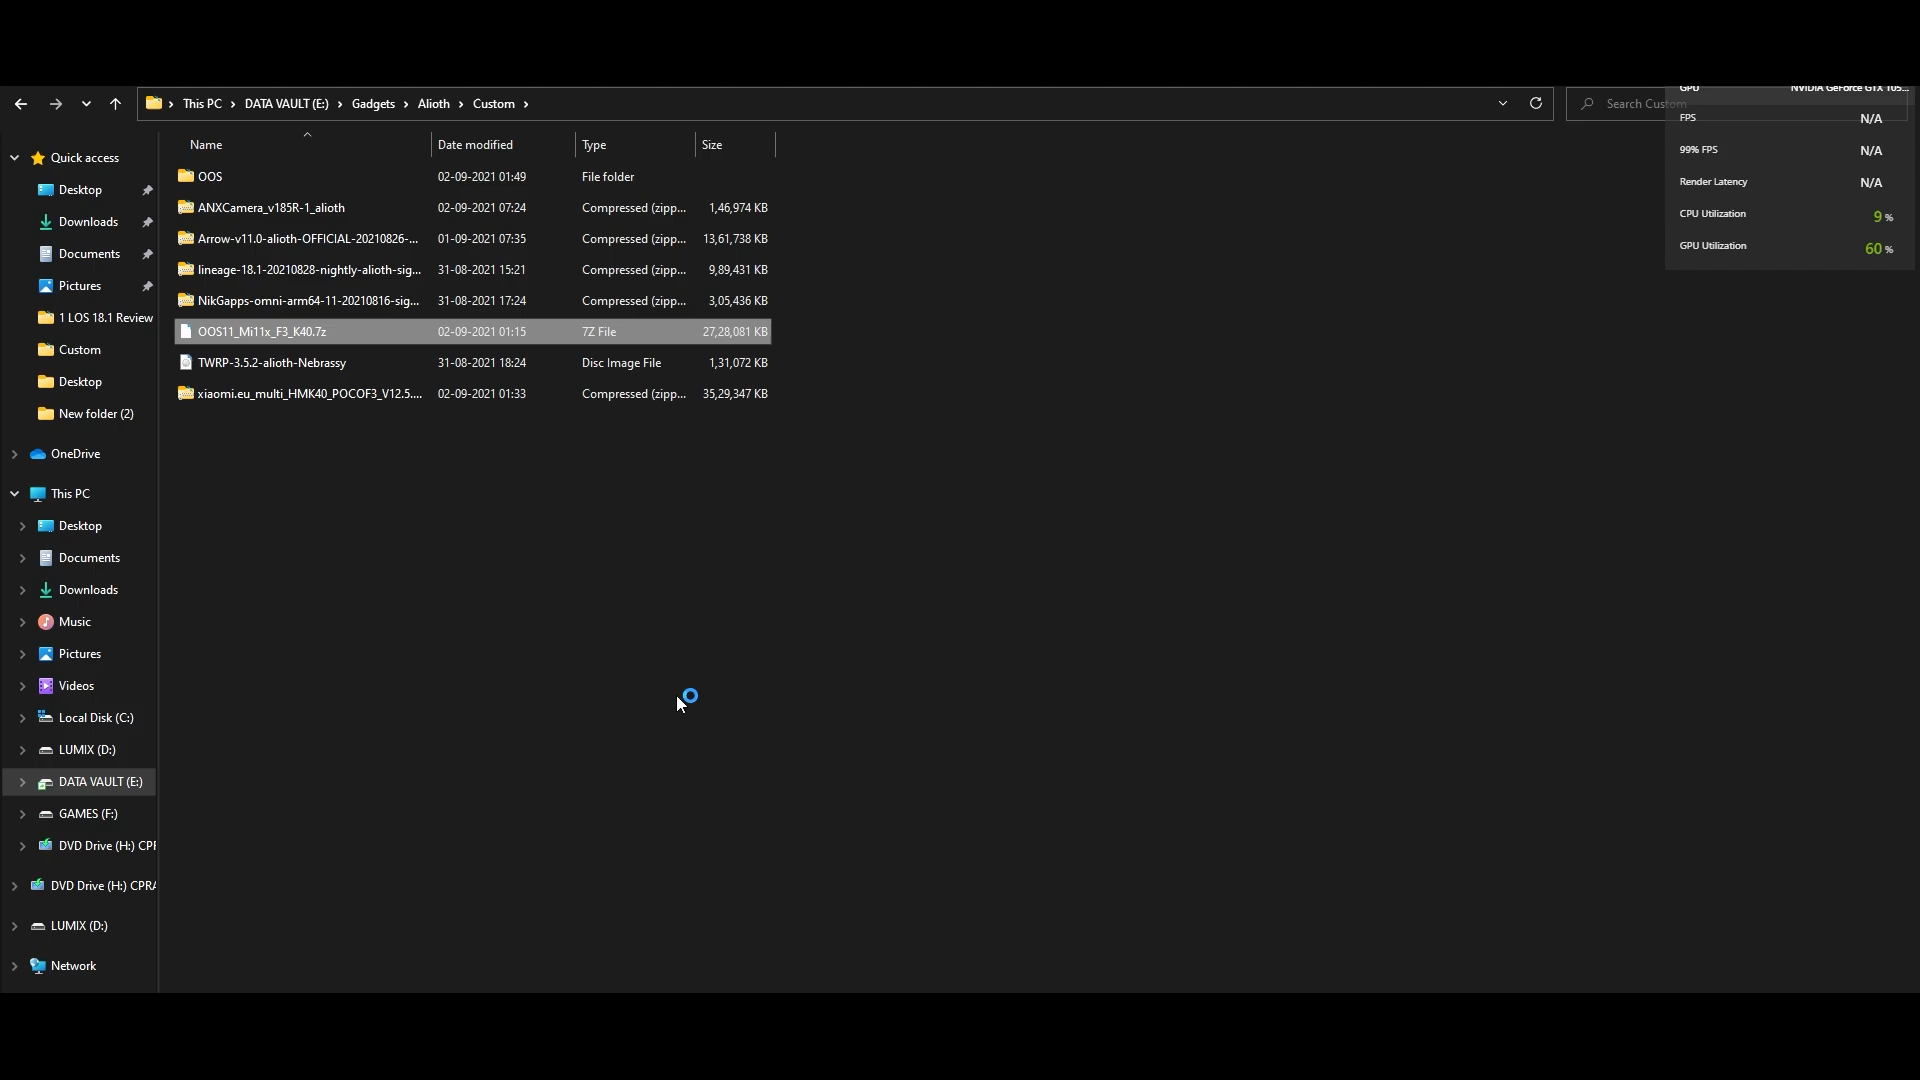 This PC
DATA VAULT (E:)
Gadgets
Alioth
Custom
Search Custom
GPU NVIDIA GeForce GTX 105...
FPS N/A
99% FPS N/A
Render Latency N/A
CPU Utilization 9 %
GPU Utilization 60 %
Name Date modified Type Size
OOS 02-09-2021 01:49 File folder
ANXCamera_v185R-1_alioth 02-09-2021 07:24 Compressed (zipp... 1,46,974 KB
Arrow-v11.0-alioth-OFFICIAL-20210826-... 01-09-2021 07:35 Compressed (zipp... 13,61,738 KB
lineage-18.1-20210828-nightly-alioth-sig... 31-08-2021 15:21 Compressed (zipp... 9,89,431 KB
NikGapps-omni-arm64-11-20210816-sig... 31-08-2021 17:24 Compressed (zipp... 3,05,436 KB
OOS11_Mi11x_F3_K40.7z 02-09-2021 01:15 7Z File 27,28,081 KB
TWRP-3.5.2-alioth-Nebrassy 31-08-2021 18:24 Disc Image File 1,31,072 KB
xiaomi.eu_multi_HMK40_POCOF3_V12.5.... 02-09-2021 01:33 Compressed (zipp... 35,29,347 KB
Quick access
Desktop
Downloads
Documents
Pictures
1 LOS 18.1 Review
Custom
Desktop
New folder (2)
OneDrive
This PC
Desktop
Documents
Downloads
Music
Pictures
Videos
Local Disk (C:)
LUMIX (D:)
DATA VAULT (E:)
GAMES (F:)
DVD Drive (H:) CPR
DVD Drive (H:) CPRA
LUMIX (D:)
Network